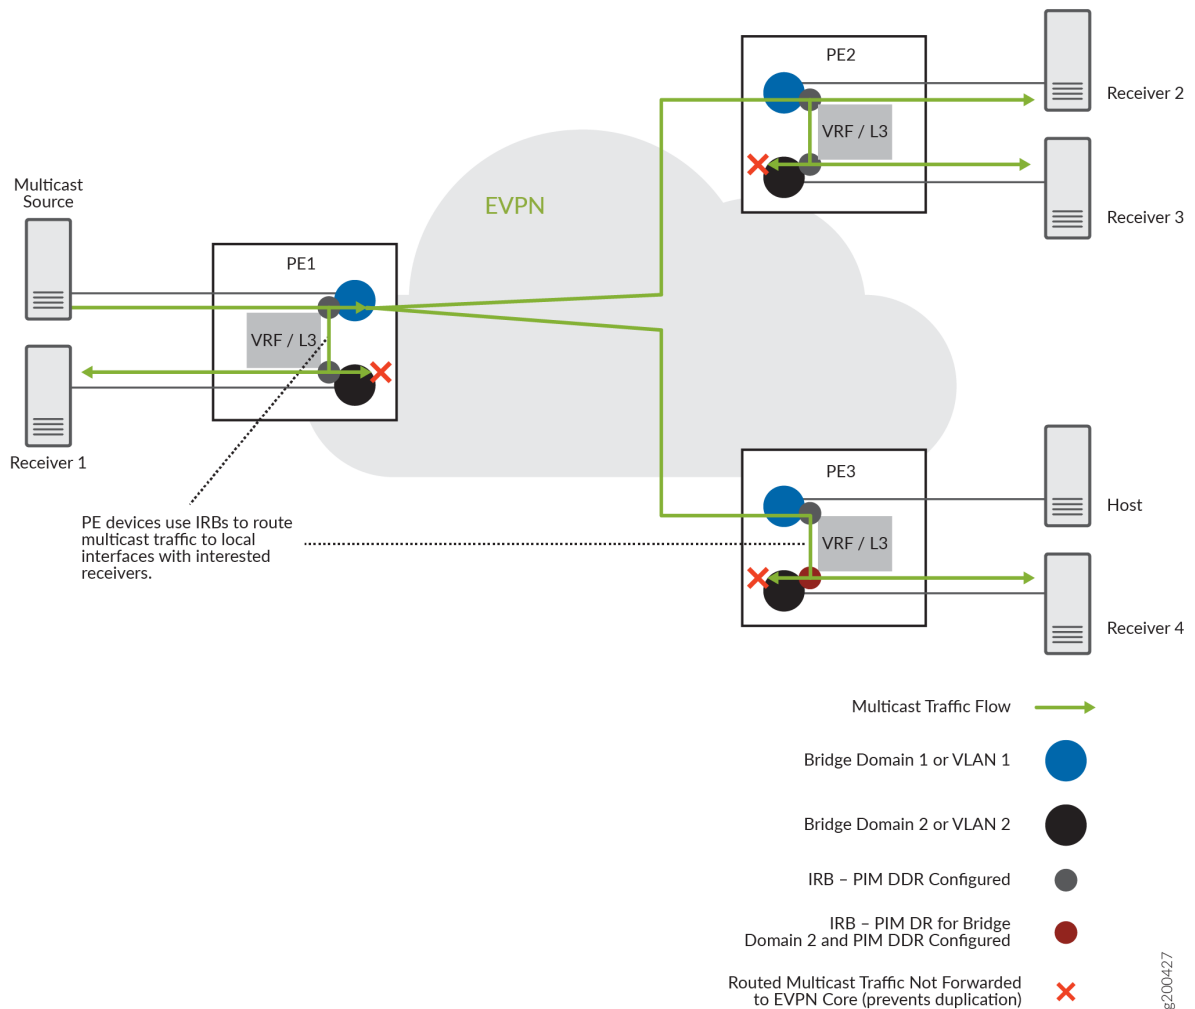 PE2
Receiver 2
VRF / L3
Receiver 3
Multicast
Source
EVPN
PE1
VRF / L3
Receiver 1
PE devices use IRBs to route
multicast traffic to local
interfaces with interested
receivers.
PE3
Host
VRF / L3
Receiver 4
Multicast Traffic Flow
Bridge Domain 1 or VLAN 1
Bridge Domain 2 or VLAN 2
IRB – PIM DDR Configured
IRB – PIM DR for Bridge
Domain 2 and PIM DDR Configured
Routed Multicast Traffic Not Forwarded
to EVPN Core (prevents duplication)
g200427